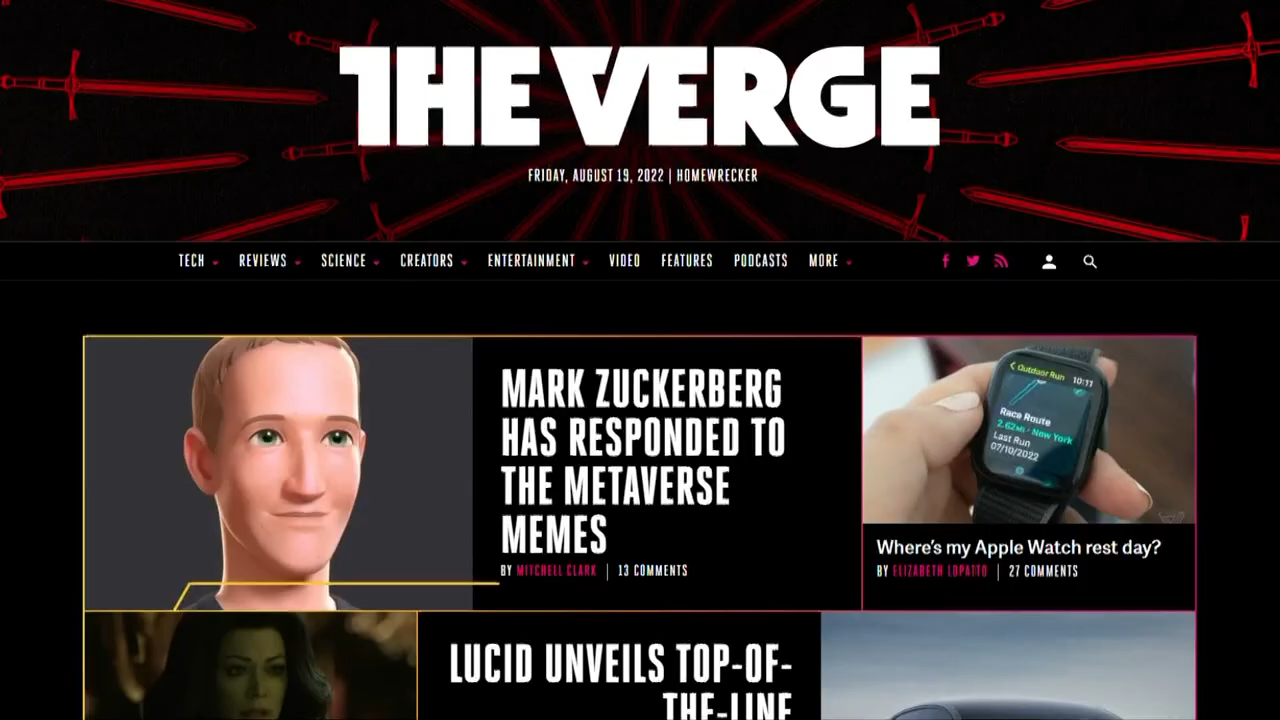 THE VERGE
FRIDAY, AUGUST 19, 2022 | HOMEWRECKER
TECH REVIEWS SCIENCE CREATORS ENTERTAINMENT VIDEO FEATURES PODCASTS MORE
MARK ZUCKERBERG
HAS RESPONDED TO
THE METAVERSE
MEMES
BY MITCHELL CLARK | 13 COMMENTS
Outdoor Run 10:11
Race Route
2.62MI · New York
Last Run
07/10/2022
Where's my Apple Watch rest day?
BY ELIZABETH LOPATTO | 27 COMMENTS
LUCID UNVEILS TOP-OF-
THE-LINE